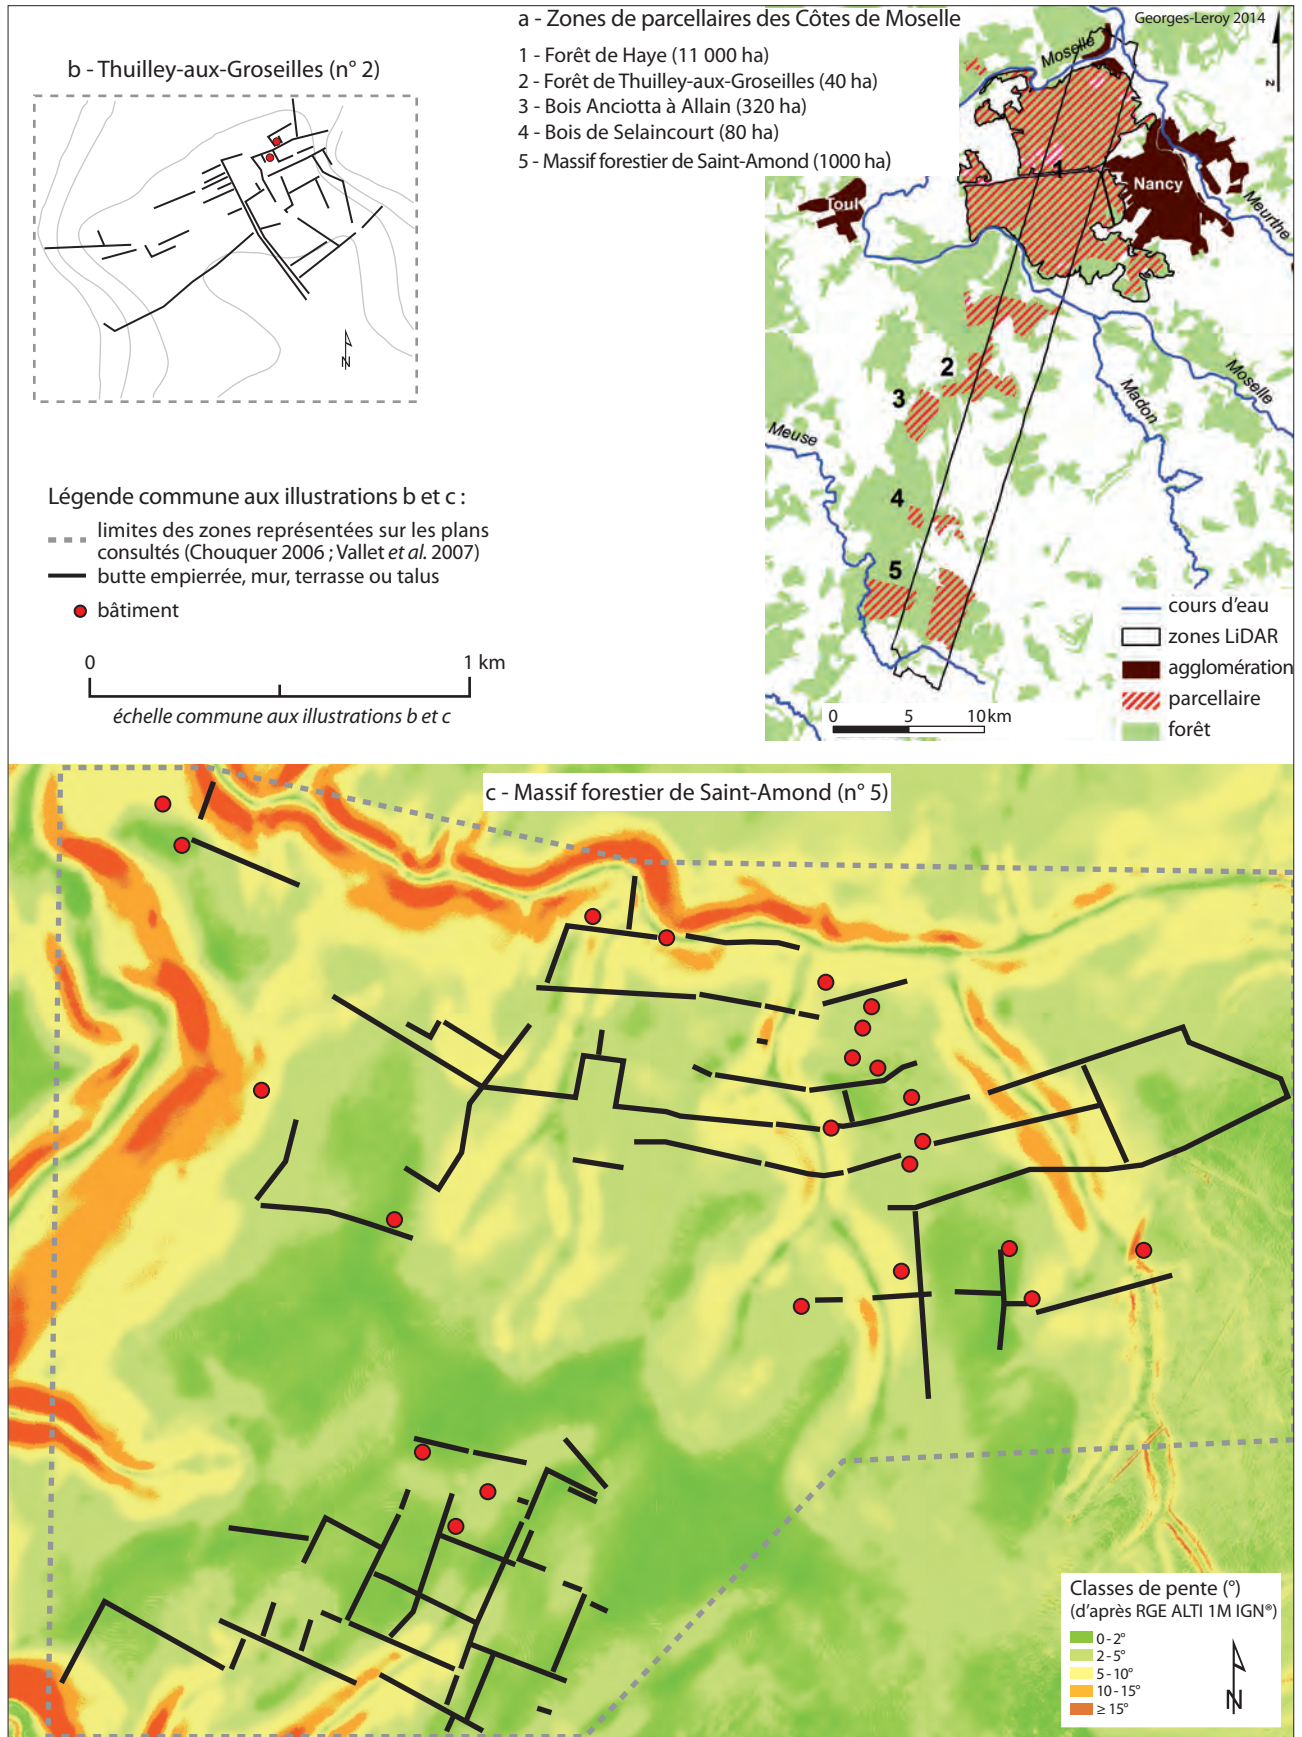 a - Zones de parcellaires des Côtes de Moselle
1 - Forêt de Haye (11 000 ha)
2 - Forêt de Thuilley-aux-Groseilles (40 ha)
3 - Bois Anciotta à Allain (320 ha)
4 - Bois de Selaincourt (80 ha)
5 - Massif forestier de Saint-Amond (1000 ha)
Georges-Leroy 2014
Moselle
N
1
Nancy
Toul
Meurthe
2
3
Moselle
Madon
Meuse
4
5
cours d'eau
zones LiDAR
agglomération
parcellaire
forêt
0 5 10 km
b - Thuilley-aux-Groseilles (n° 2)
N
Légende commune aux illustrations b et c :
limites des zones représentées sur les plans
consultés (Chouquer 2006 ; Vallet et al. 2007)
butte empierrée, mur, terrasse ou talus
bâtiment
0 1 km
échelle commune aux illustrations b et c
c - Massif forestier de Saint-Amond (n° 5)
Classes de pente (°)
(d'après RGE ALTI 1M IGN®)
0 - 2°
2 - 5°
5 - 10°
10 - 15°
≥ 15°
N